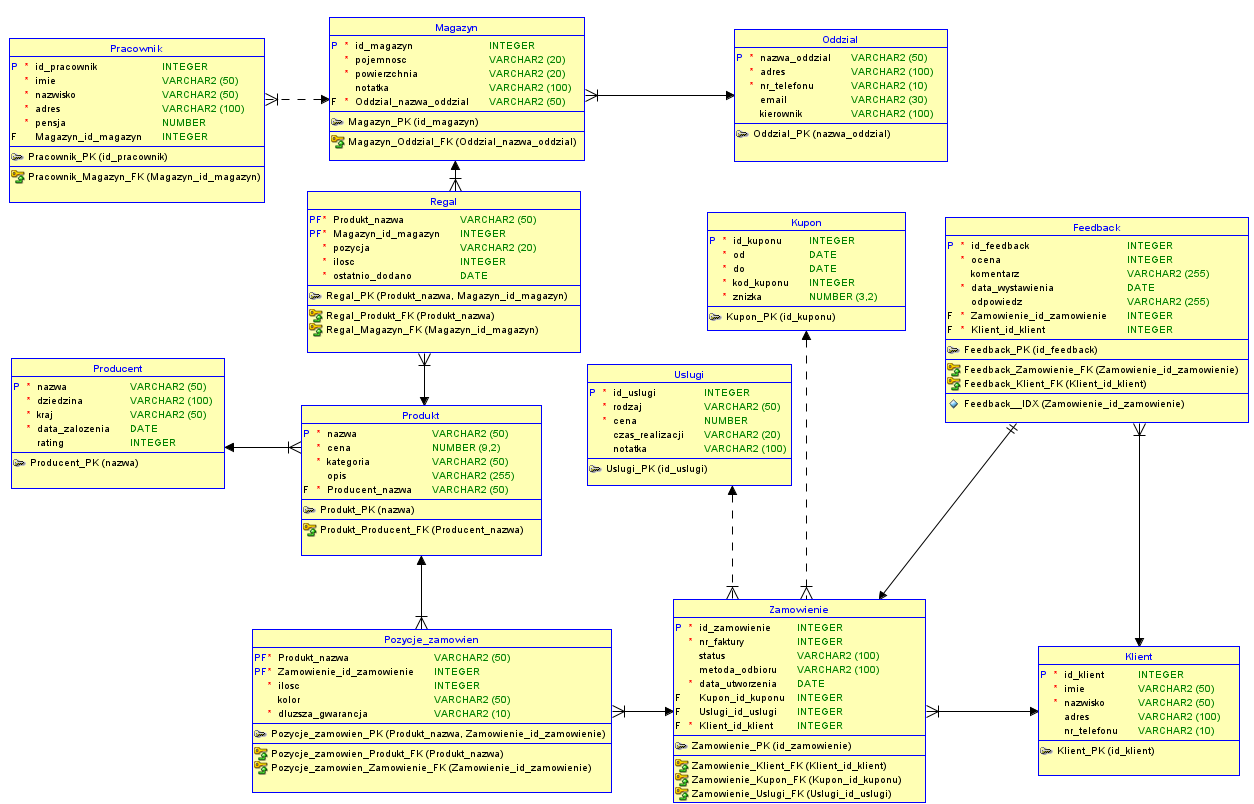 Pracownik
P * id_pracownik INTEGER
* imie VARCHAR2 (50)
* nazwisko VARCHAR2 (50)
* adres VARCHAR2 (100)
* pensja NUMBER
F Magazyn_id_magazyn INTEGER
Pracownik_PK (id_pracownik)
Pracownik_Magazyn_FK (Magazyn_id_magazyn)
Magazyn
P * id_magazyn INTEGER
* pojemnosc VARCHAR2 (20)
* powierzchnia VARCHAR2 (20)
notatka VARCHAR2 (100)
F * Oddzial_nazwa_oddzial VARCHAR2 (50)
Magazyn_PK (id_magazyn)
Magazyn_Oddzial_FK (Oddzial_nazwa_oddzial)
Oddzial
P * nazwa_oddzial VARCHAR2 (50)
* adres VARCHAR2 (100)
* nr_telefonu VARCHAR2 (10)
email VARCHAR2 (30)
kierownik VARCHAR2 (100)
Oddzial_PK (nazwa_oddzial)
Regal
PF* Produkt_nazwa VARCHAR2 (50)
PF* Magazyn_id_magazyn INTEGER
* pozycja VARCHAR2 (20)
* ilosc INTEGER
* ostatnio_dodano DATE
Regal_PK (Produkt_nazwa, Magazyn_id_magazyn)
Regal_Produkt_FK (Produkt_nazwa)
Regal_Magazyn_FK (Magazyn_id_magazyn)
Kupon
P * id_kuponu INTEGER
* od DATE
* do DATE
* kod_kuponu INTEGER
* znizka NUMBER (3,2)
Kupon_PK (id_kuponu)
Feedback
P * id_feedback INTEGER
* ocena INTEGER
komentarz VARCHAR2 (255)
* data_wystawienia DATE
odpowiedz VARCHAR2 (255)
F * Zamowienie_id_zamowienie INTEGER
F * Klient_id_klient INTEGER
Feedback_PK (id_feedback)
Feedback_Zamowienie_FK (Zamowienie_id_zamowienie)
Feedback_Klient_FK (Klient_id_klient)
Feedback__IDX (Zamowienie_id_zamowienie)
Producent
P * nazwa VARCHAR2 (50)
* dziedzina VARCHAR2 (100)
* kraj VARCHAR2 (50)
* data_zalozenia DATE
rating INTEGER
Producent_PK (nazwa)
Produkt
P * nazwa VARCHAR2 (50)
* cena NUMBER (9,2)
* kategoria VARCHAR2 (50)
opis VARCHAR2 (255)
F * Producent_nazwa VARCHAR2 (50)
Produkt_PK (nazwa)
Produkt_Producent_FK (Producent_nazwa)
Uslugi
P * id_uslugi INTEGER
* rodzaj VARCHAR2 (50)
* cena NUMBER
czas_realizacji VARCHAR2 (20)
notatka VARCHAR2 (100)
Uslugi_PK (id_uslugi)
Pozycje_zamowien
PF* Produkt_nazwa VARCHAR2 (50)
PF* Zamowienie_id_zamowienie INTEGER
* ilosc INTEGER
kolor VARCHAR2 (50)
* dluzsza_gwarancja VARCHAR2 (10)
Pozycje_zamowien_PK (Produkt_nazwa, Zamowienie_id_zamowienie)
Pozycje_zamowien_Produkt_FK (Produkt_nazwa)
Pozycje_zamowien_Zamowienie_FK (Zamowienie_id_zamowienie)
Zamowienie
P * id_zamowienie INTEGER
* nr_faktury INTEGER
status VARCHAR2 (100)
metoda_odbioru VARCHAR2 (100)
* data_utworzenia DATE
F Kupon_id_kuponu INTEGER
F Uslugi_id_uslugi INTEGER
F * Klient_id_klient INTEGER
Zamowienie_PK (id_zamowienie)
Zamowienie_Klient_FK (Klient_id_klient)
Zamowienie_Kupon_FK (Kupon_id_kuponu)
Zamowienie_Uslugi_FK (Uslugi_id_uslugi)
Klient
P * id_klient INTEGER
* imie VARCHAR2 (50)
* nazwisko VARCHAR2 (50)
adres VARCHAR2 (100)
nr_telefonu VARCHAR2 (10)
Klient_PK (id_klient)